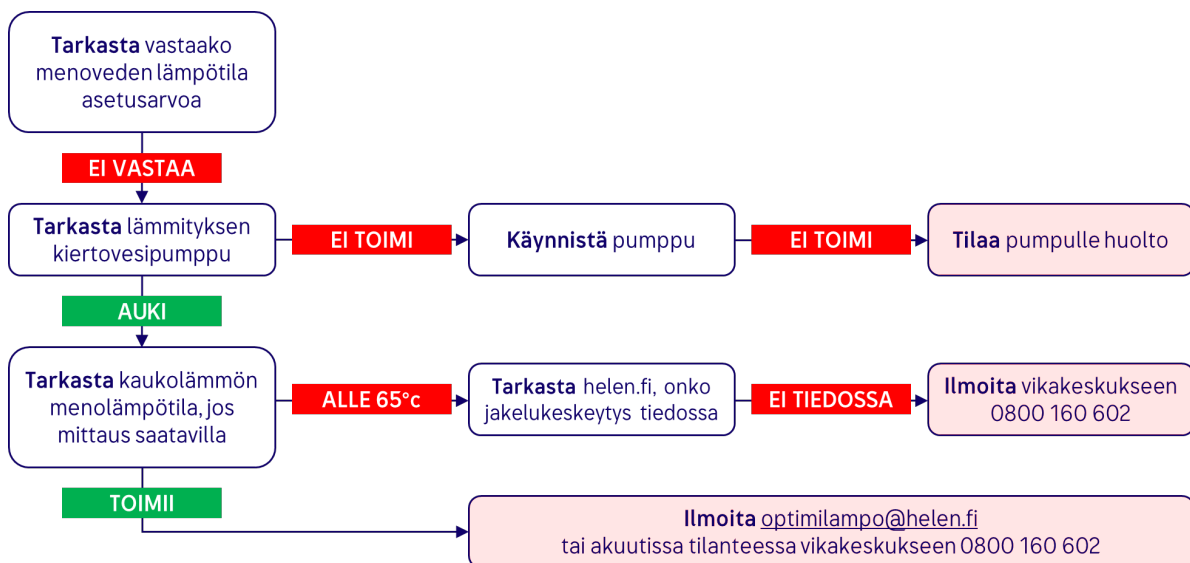 Tarkasta vastaako
menoveden lämpötila
asetusarvoa
EI VASTAA
Tarkasta lämmityksen
kiertovesipumppu
EI TOIMI
Käynnistä pumppu
EI TOIMI
Tilaa pumpulle huolto
AUKI
Tarkasta kaukolämmön
menolämpötila, jos
mittaus saatavilla
ALLE 65°c
Tarkasta helen.fi, onko
jakelukeskeytys tiedossa
EI TIEDOSSA
Ilmoita vikakeskukseen
0800 160 602
TOIMII
Ilmoita optimilampo@helen.fi
tai akuutissa tilanteessa vikakeskukseen 0800 160 602